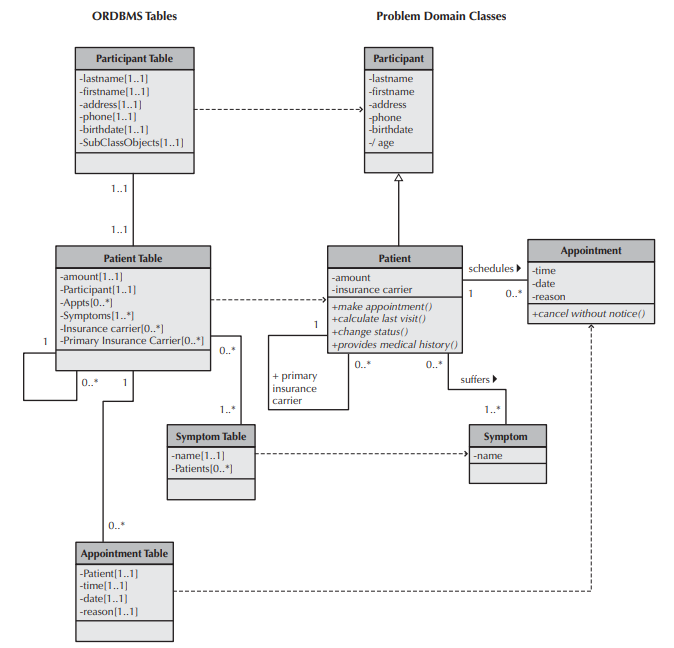 ORDBMS Tables
Problem Domain Classes
Participant Table
-lastname[1..1]
-firstname[1..1]
-address[1..1]
-phone[1..1]
-birthdate[1..1]
-SubClassObjects[1..1]
Participant
-lastname
-firstname
-address
-phone
-birthdate
-/ age
1..1
1..1
Patient Table
-amount[1..1]
-Participant[1..1]
-Appts[0..*]
-Symptoms[1..*]
-Insurance carrier[0..*]
-Primary Insurance Carrier[0..*]
1
0..*
1
0..*
1..*
Patient
-amount
-insurance carrier
+make appointment()
+calculate last visit()
+change status()
+provides medical history()
schedules
1
0..*
Appointment
-time
-date
-reason
+cancel without notice()
1
0..*
+ primary
insurance
carrier
0..*
suffers
1..*
Symptom Table
-name[1..1]
-Patients[0..*]
Symptom
-name
0..*
Appointment Table
-Patient[1..1]
-time[1..1]
-date[1..1]
-reason[1..1]